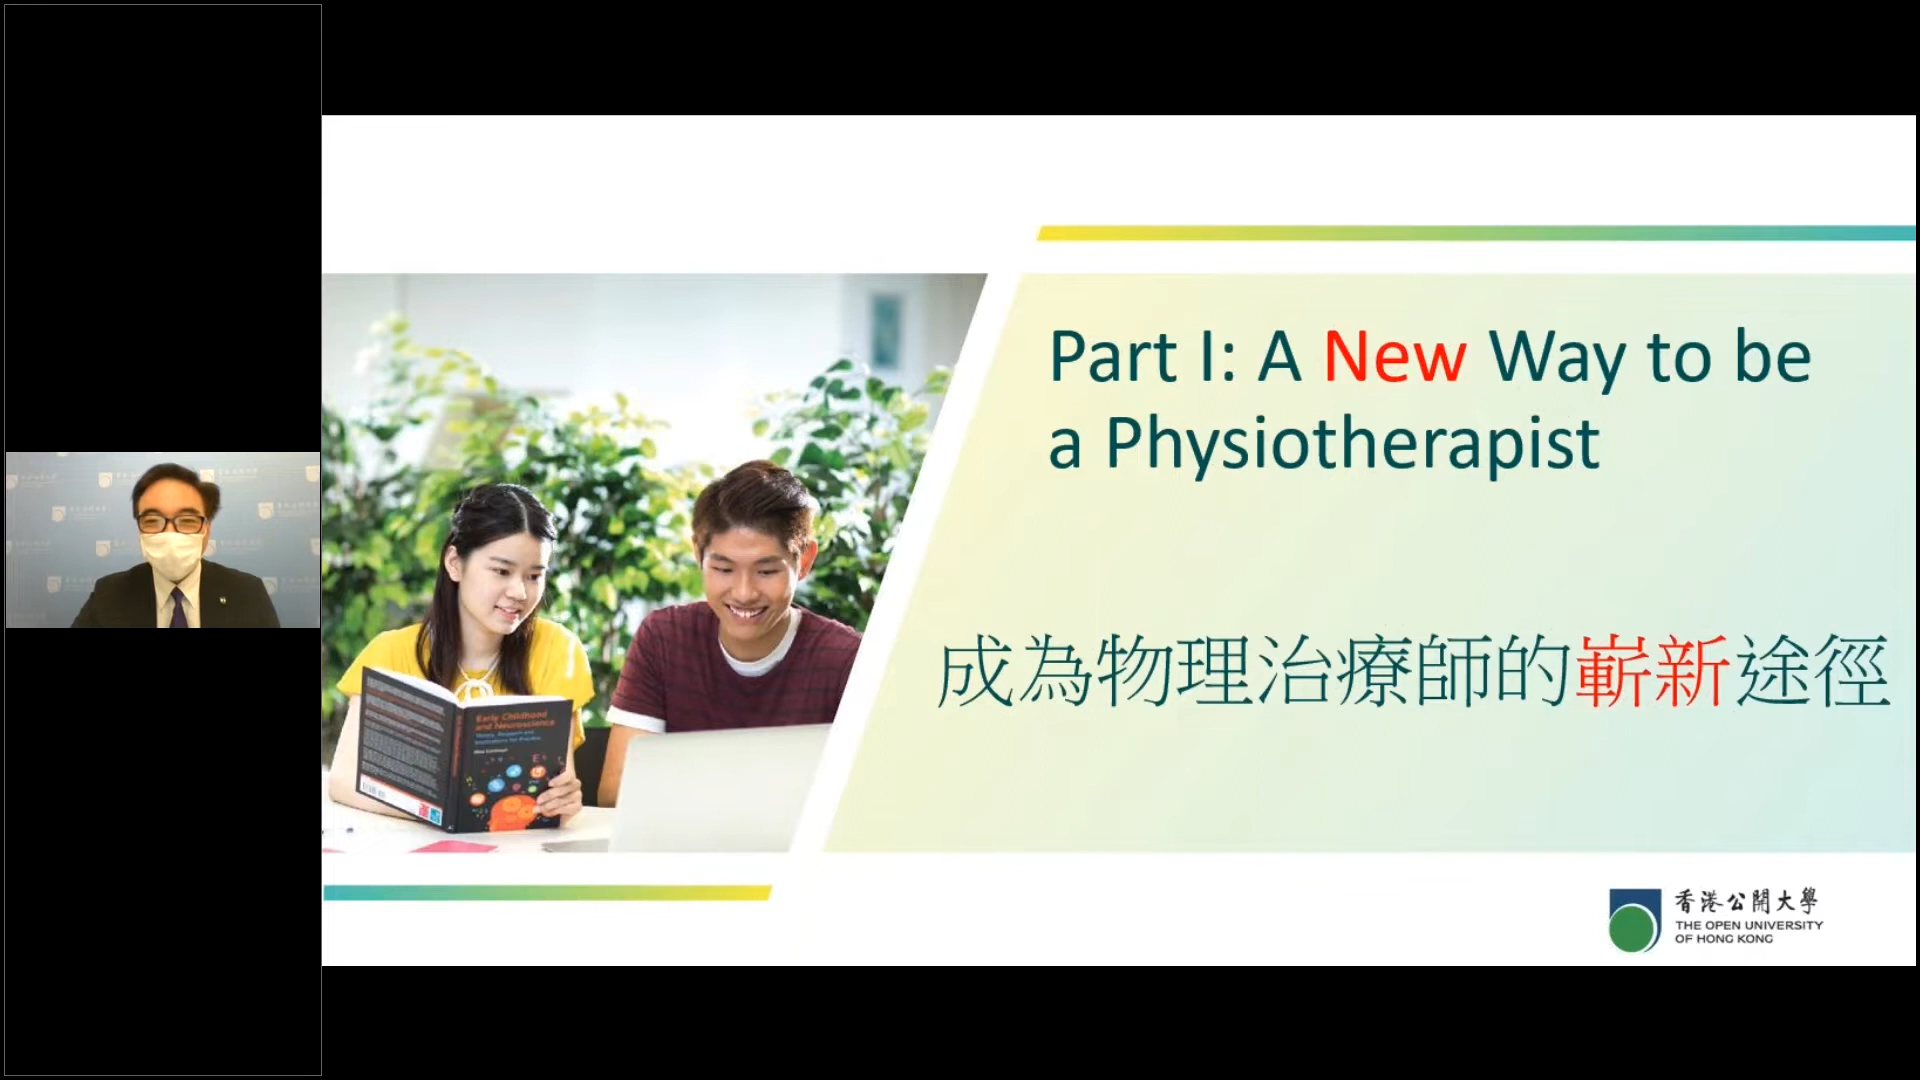 Part I: A New Way to be
a Physiotherapist
成為物理治療師的嶄新途徑
Early Childhood
and Neuroscience
香港公開大學
THE OPEN UNIVERSITY
OF HONG KONG